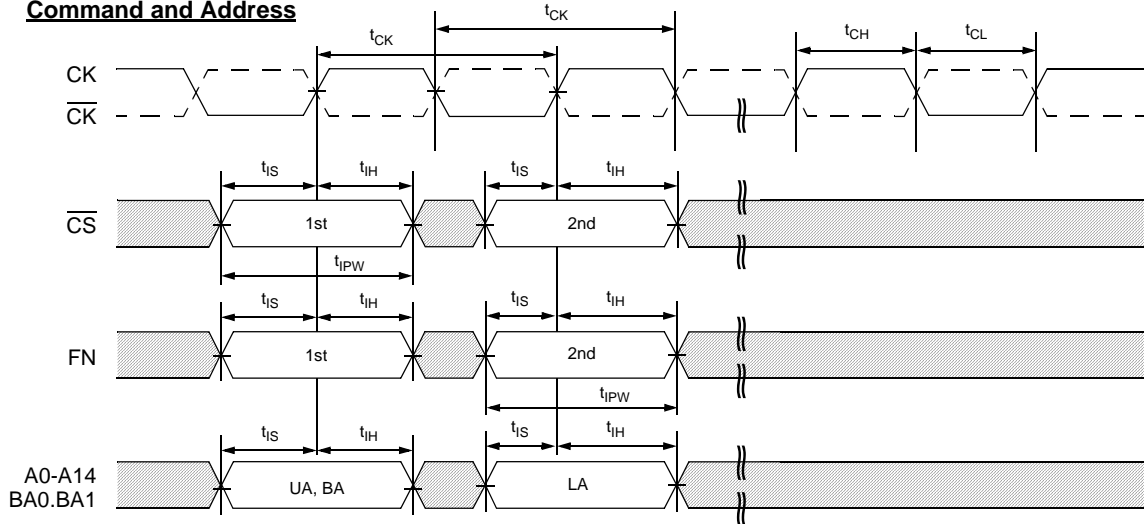 Command and Address
tCK
tCK
tCH
tCL
CK
CK
tIS
tIH
tIS
tIH
CS
1st
2nd
tIPW
tIS
tIH
tIS
tIH
FN
1st
2nd
tIPW
tIS
tIH
tIS
tIH
A0-A14
BA0.BA1
UA, BA
LA